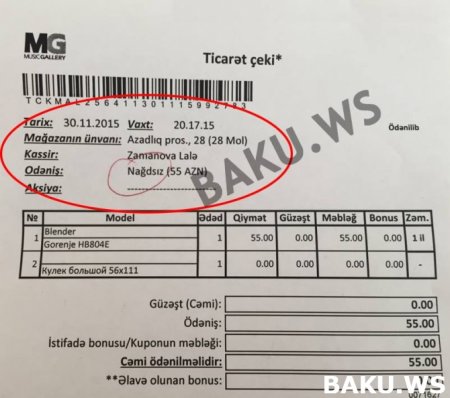 MG
MUSICGALLERY
Ticarət çeki*
TCKMAL256411301115992783
Tarix: 30.11.2015 Vaxt: 20.17.15
Ödənilib
Mağazanın ünvanı: Azadlıq pros., 28 (28 Mol)
Kassir: Zamanova Lalə
Ödəniş: Nağdsız (55 AZN)
Aksiya: --------------------
BAKU.WS
№ Model Ədəd Qiymət Güzəşt Məbləğ Bonus Zəm.
1 Blender 1 55.00 0.00 55.00 0.00 1 il
Gorenje HB804E
2 1 0.00 0.00 0.00 0.00 -
Кулек большой 56x111
Güzəşt (Cəmi): 0.00
Ödəniş: 55.00
İstifadə bonusu/Kuponun məbləği: 0.00
Cəmi ödənilməlidir: 55.00
**Əlavə olunan bonus:
BAKU.WS
0071627